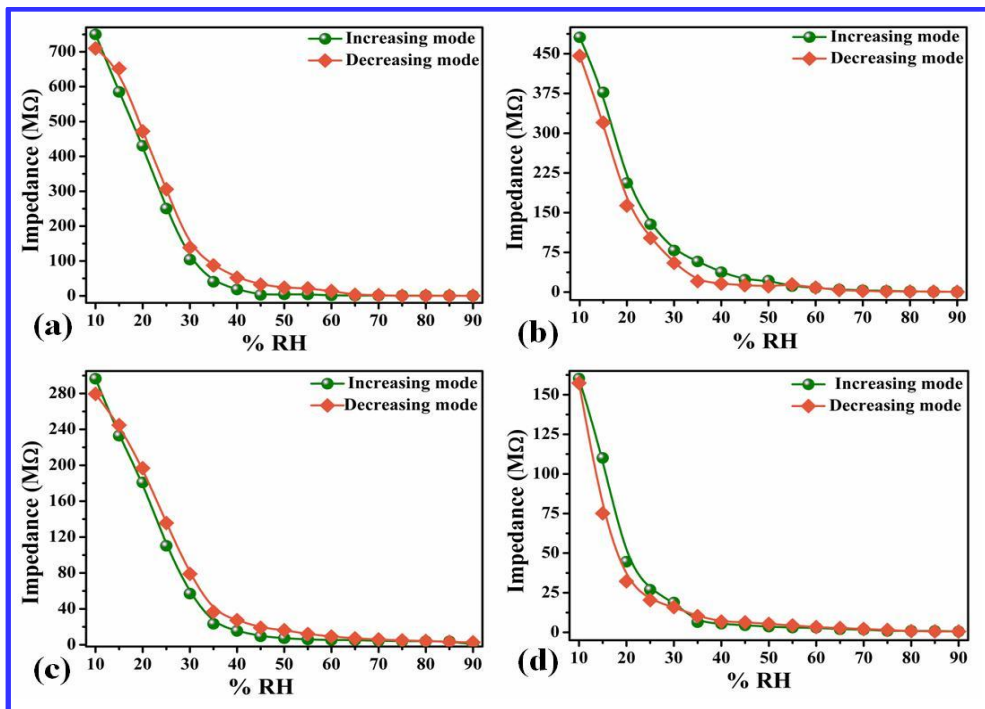 Increasing mode
Decreasing mode
Impedance (MΩ)
700
600
500
400
300
200
100
0
10 20 30 40 50 60 70 80 90
(a)
% RH
Increasing mode
Decreasing mode
Impedance (MΩ)
450
375
300
225
150
75
0
10 20 30 40 50 60 70 80 90
(b)
% RH
Increasing mode
Decreasing mode
Impedance (MΩ)
280
240
200
160
120
80
40
0
10 20 30 40 50 60 70 80 90
(c)
% RH
Increasing mode
Decreasing mode
Impedance (MΩ)
150
125
100
75
50
25
0
10 20 30 40 50 60 70 80 90
(d)
% RH